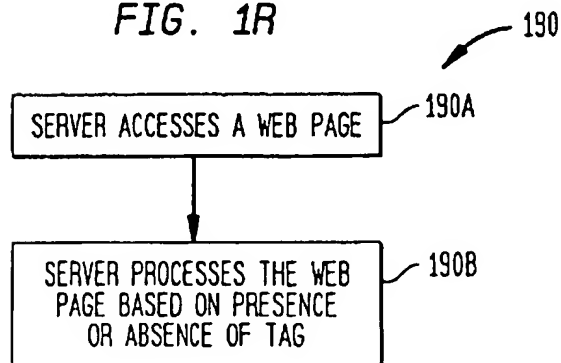 FIG. 1R
190
SERVER ACCESSES A WEB PAGE
190A
SERVER PROCESSES THE WEB
PAGE BASED ON PRESENCE
OR ABSENCE OF TAG
190B